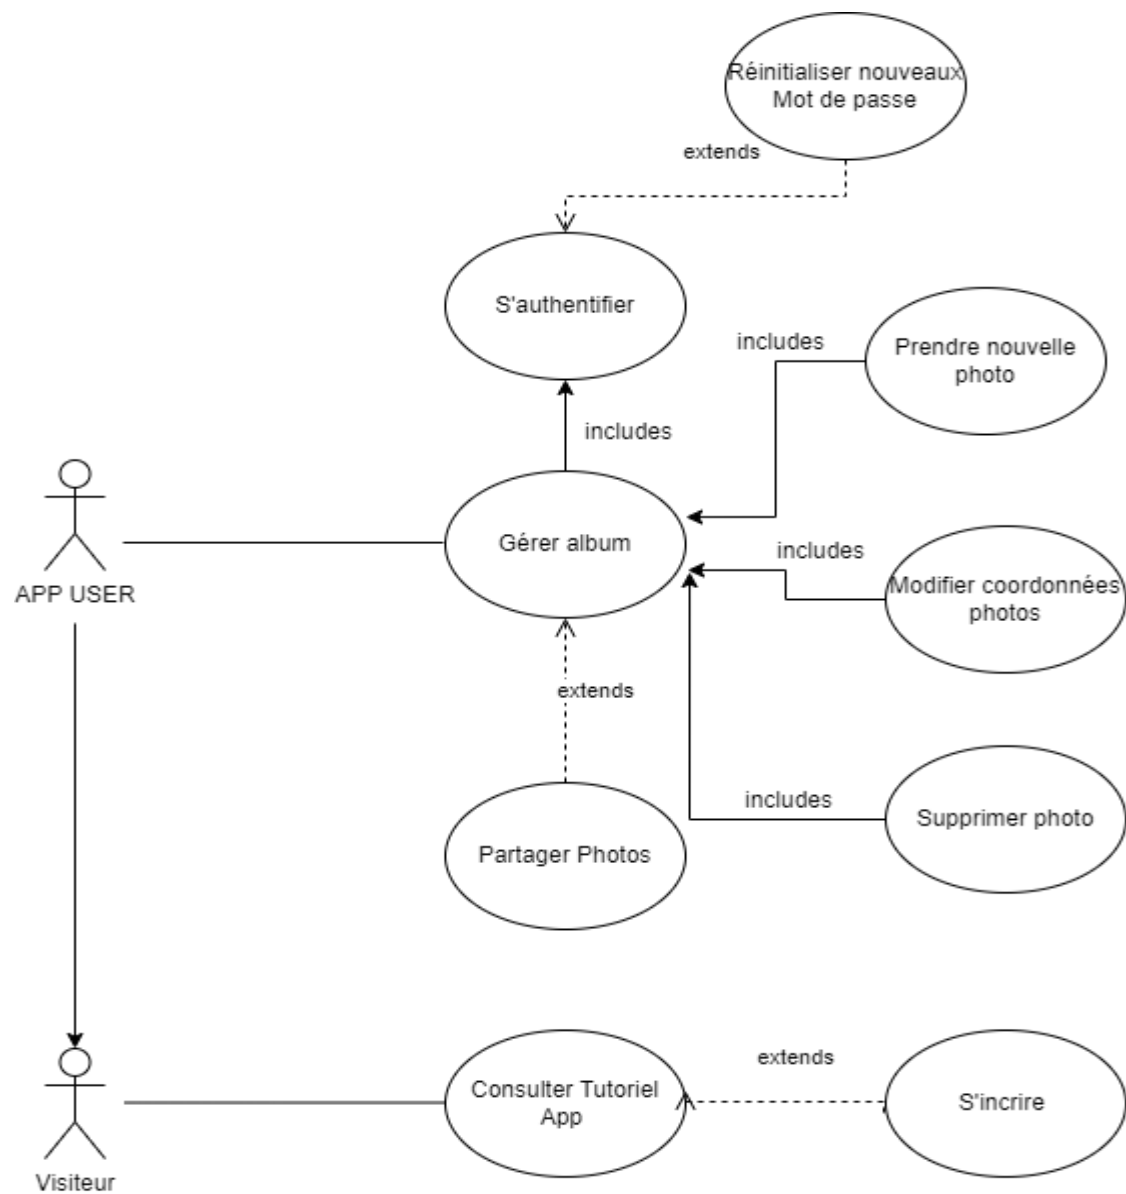 Réinitialiser nouveaux
Mot de passe
extends
S'authentifier
includes
Prendre nouvelle
photo
includes
Gérer album
APP USER
includes
Modifier coordonnées
photos
extends
includes
Supprimer photo
Partager Photos
extends
Consulter Tutoriel
App
S'incrire
Visiteur